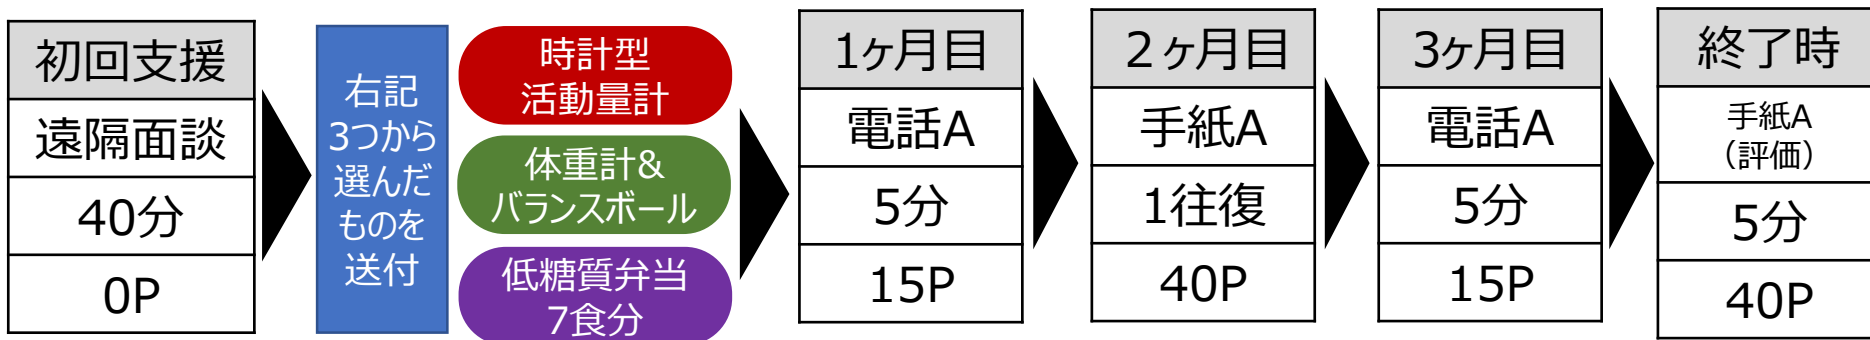 初回支援
遠隔面談
40分
0P
右記
3つから
選んだ
ものを
送付
時計型
活動量計
体重計&
バランスボール
低糖質弁当
7食分
1ヶ月目
電話A
5分
15P
２ヶ月目
手紙A
1往復
40P
3ヶ月目
電話A
5分
15P
終了時
手紙A
（評価）
5分
40P